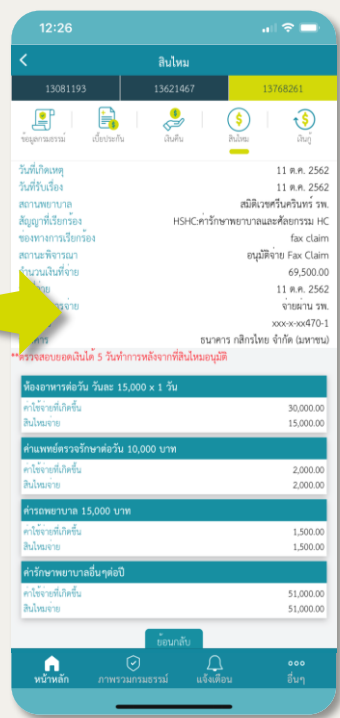 12:26
สินไหม
13081193 13621467 13768261
ข้อมูลกรมธรรม์ เบี้ยประกัน เงินคืน สินไหม เงินกู้
วันที่เกิดเหตุ 11 ต.ค. 2562
วันที่รับเรื่อง 11 ต.ค. 2562
สถานพยาบาล สมิติเวชศรีนครินทร์ รพ.
สัญญาที่เรียกร้อง HSHC:ค่ารักษาพยาบาลและศัลยกรรม HC
ช่องทางการเรียกร้อง fax claim
สถานะพิจารณา อนุมัติจ่าย Fax Claim
จำนวนเงินที่จ่าย 69,500.00
11 ต.ค. 2562
การจ่าย จ่ายผ่าน รพ.
xxx-x-xx470-1
ธนาคาร กสิกรไทย จำกัด (มหาชน)
**ตรวจสอบยอดเงินได้ 5 วันทำการหลังจากที่สินไหมอนุมัติ
ห้องอาหารต่อวัน วันละ 15,000 x 1 วัน
ค่าใช้จ่ายที่เกิดขึ้น 30,000.00
สินไหมจ่าย 15,000.00
ค่าแพทย์ตรวจรักษาต่อวัน 10,000 บาท
ค่าใช้จ่ายที่เกิดขึ้น 2,000.00
สินไหมจ่าย 2,000.00
ค่ารถพยาบาล 15,000 บาท
ค่าใช้จ่ายที่เกิดขึ้น 1,500.00
สินไหมจ่าย 1,500.00
ค่ารักษาพยาบาลอื่นๆต่อปี
ค่าใช้จ่ายที่เกิดขึ้น 51,000.00
สินไหมจ่าย 51,000.00
ย้อนกลับ
หน้าหลัก ภาพรวมกรมธรรม์ แจ้งเตือน อื่นๆ